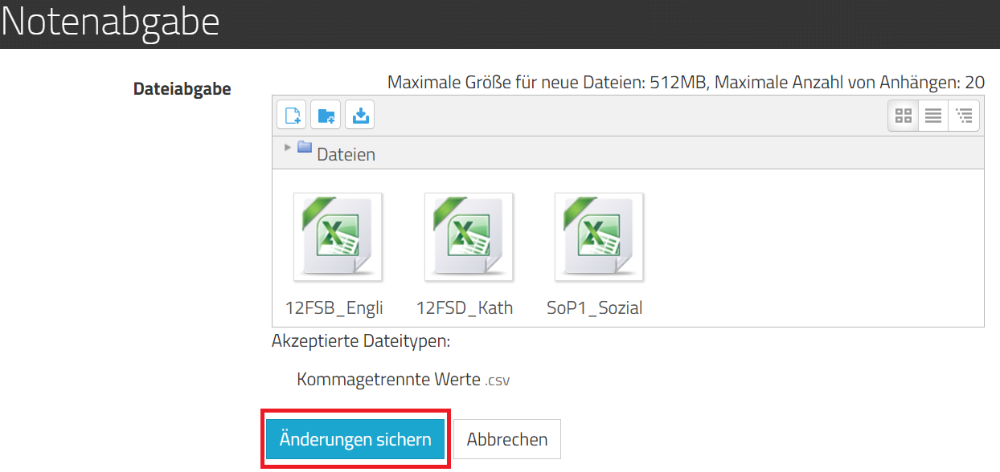 Notenabgabe
Dateiabgabe
Maximale Größe für neue Dateien: 512MB, Maximale Anzahl von Anhängen: 20
Dateien
12FSB_Engli
12FSD_Kath
SoP1_Sozial
Akzeptierte Dateitypen:
Kommagetrennte Werte .csv
Änderungen sichern
Abbrechen